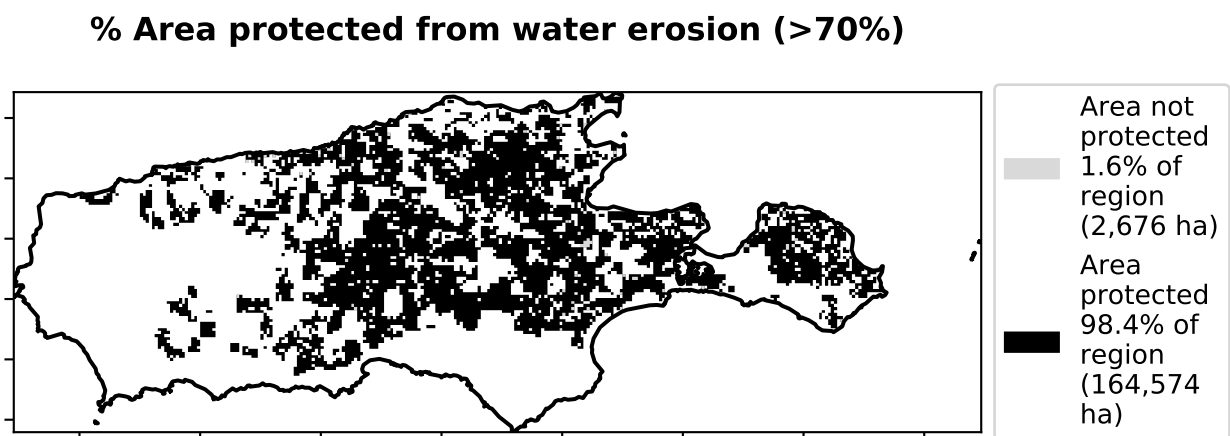 % Area protected from water erosion (>70%)
Area not
protected
1.6% of
region
(2,676 ha)
Area
protected
98.4% of
region
(164,574
ha)